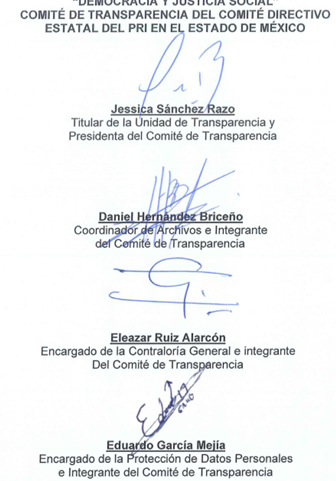 "DEMOCRACIA Y JUSTICIA SOCIAL"
COMITÉ DE TRANSPARENCIA DEL COMITÉ DIRECTIVO
ESTATAL DEL PRI EN EL ESTADO DE MÉXICO
Jessica Sánchez Razo
Titular de la Unidad de Transparencia y
Presidenta del Comité de Transparencia
Daniel Hernández Briceño
Coordinador de Archivos e Integrante
del Comité de Transparencia
Eleazar Ruiz Alarcón
Encargado de la Contraloría General e integrante
Del Comité de Transparencia
Eduardo García Mejía
Encargado de la Protección de Datos Personales
e Integrante del Comité de Transparencia